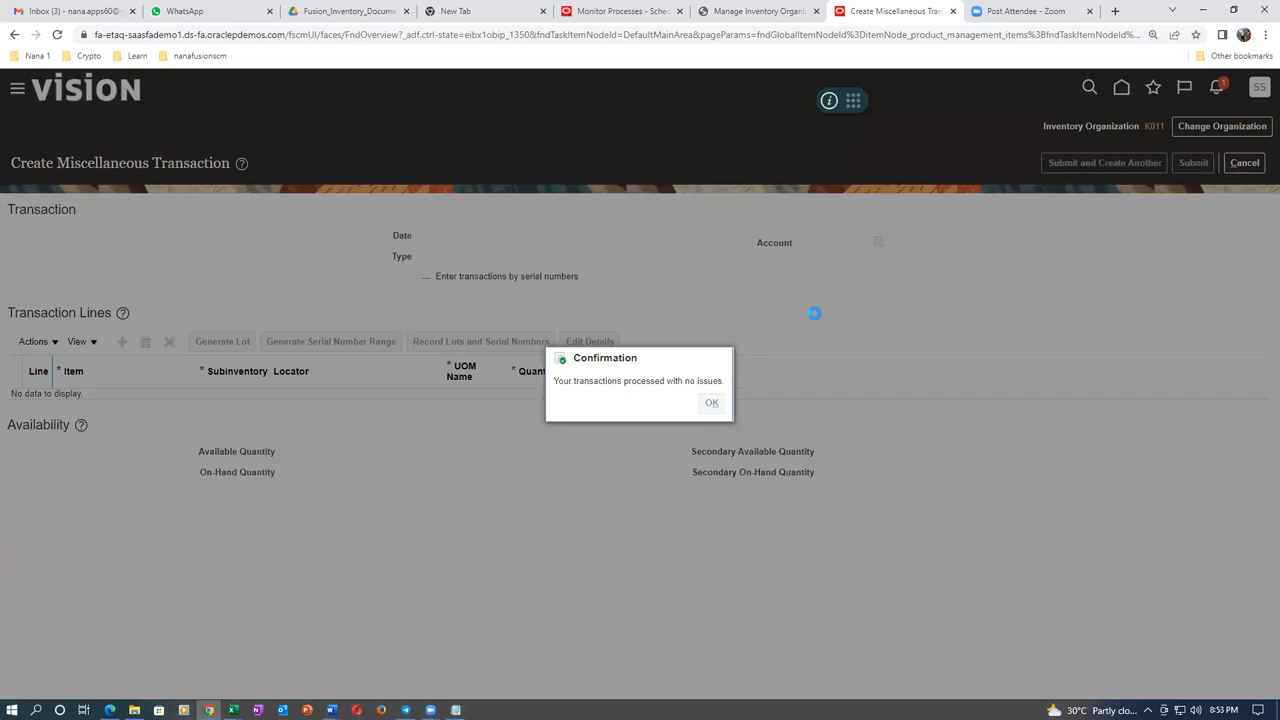 Inbox (3) - nana.apps60@
WhatsApp
Fusion_Inventory_Docume
New Tab
Monitor Processes - Sche
Manage Inventory Organiz
Create Miscellaneous Tran
Post Attendee - Zoom
fa-etaq-saasfademo1.ds-fa.oraclepdemos.com/fscmUI/faces/FndOverview?_adf.ctrl-state=eibx1obip_1350&fndTaskItemNodeId=DefaultMainArea&pageParams=fndGlobalItemNodeId%3DitemNode_product_management_items%3BfndTaskItemNodeId%...
Nana 1
Crypto
Learn
nanafusionscm
Other bookmarks
VISION
1
SS
Inventory Organization K011 Change Organization
Create Miscellaneous Transaction
Submit and Create Another
Submit
Cancel
Transaction
Date
Account
Type
Enter transactions by serial numbers
Transaction Lines
Actions
View
Generate Lot
Generate Serial Number Range
Record Lots and Serial Numbers
Edit Details
Line
* Item
* Subinventory
Locator
* UOM Name
* Quant
No data to display.
Confirmation
Your transactions processed with no issues.
OK
Availability
Available Quantity
Secondary Available Quantity
On-Hand Quantity
Secondary On-Hand Quantity
30°C Partly clo...
8:53 PM